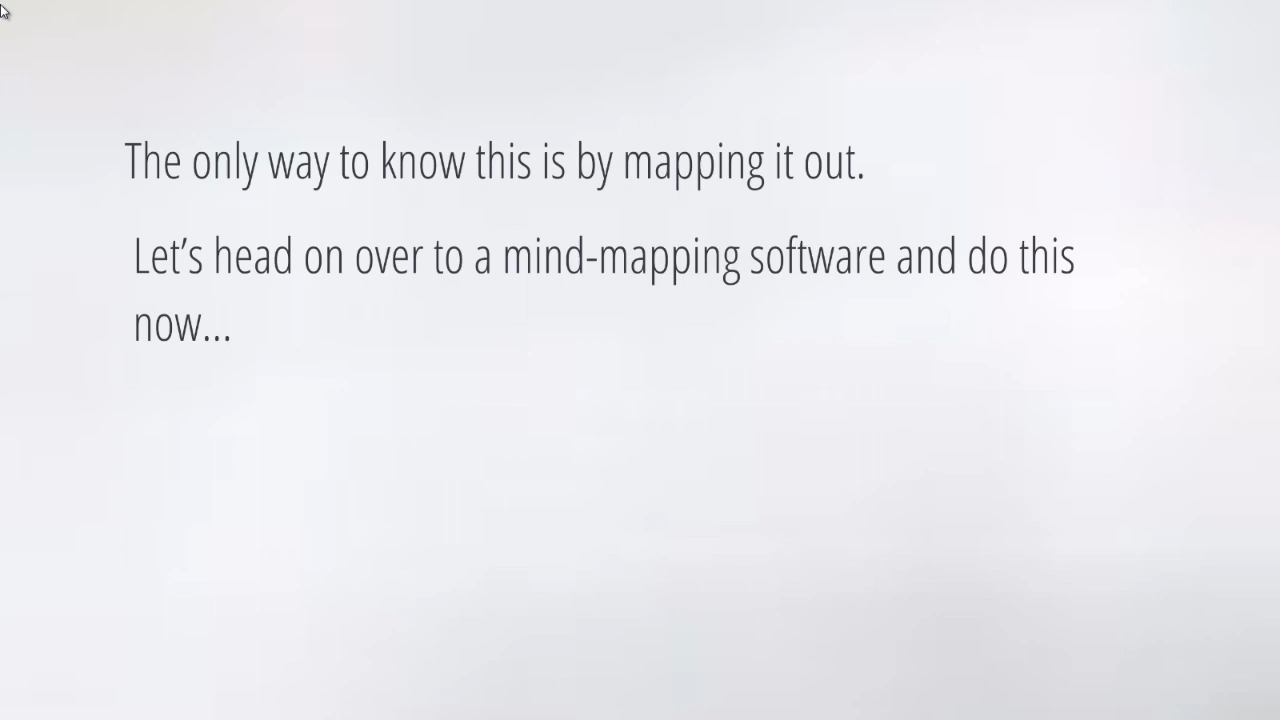 The only way to know this is by mapping it out.
Let’s head on over to a mind-mapping software and do this
now...